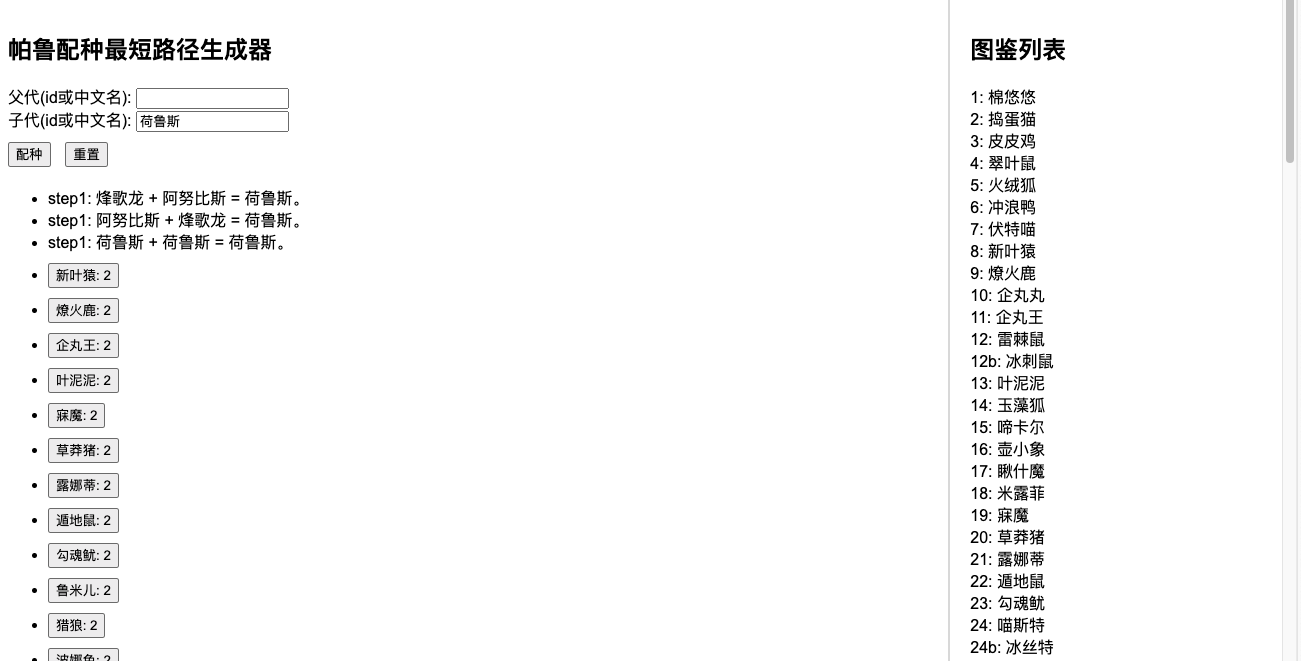 帕鲁配种最短路径生成器
父代(id或中文名):
子代(id或中文名): 荷鲁斯
配种 重置
step1: 烽歌龙 + 阿努比斯 = 荷鲁斯。
step1: 阿努比斯 + 烽歌龙 = 荷鲁斯。
step1: 荷鲁斯 + 荷鲁斯 = 荷鲁斯。
新叶猿: 2
燎火鹿: 2
企丸王: 2
叶泥泥: 2
寐魔: 2
草莽猪: 2
露娜蒂: 2
遁地鼠: 2
勾魂鱿: 2
鲁米儿: 2
猎狼: 2
波娜兔: 2
图鉴列表
1: 棉悠悠
2: 捣蛋猫
3: 皮皮鸡
4: 翠叶鼠
5: 火绒狐
6: 冲浪鸭
7: 伏特喵
8: 新叶猿
9: 燎火鹿
10: 企丸丸
11: 企丸王
12: 雷棘鼠
12b: 冰刺鼠
13: 叶泥泥
14: 玉藻狐
15: 啼卡尔
16: 壶小象
17: 瞅什魔
18: 米露菲
19: 寐魔
20: 草莽猪
21: 露娜蒂
22: 遁地鼠
23: 勾魂鱿
24: 喵斯特
24b: 冰丝特